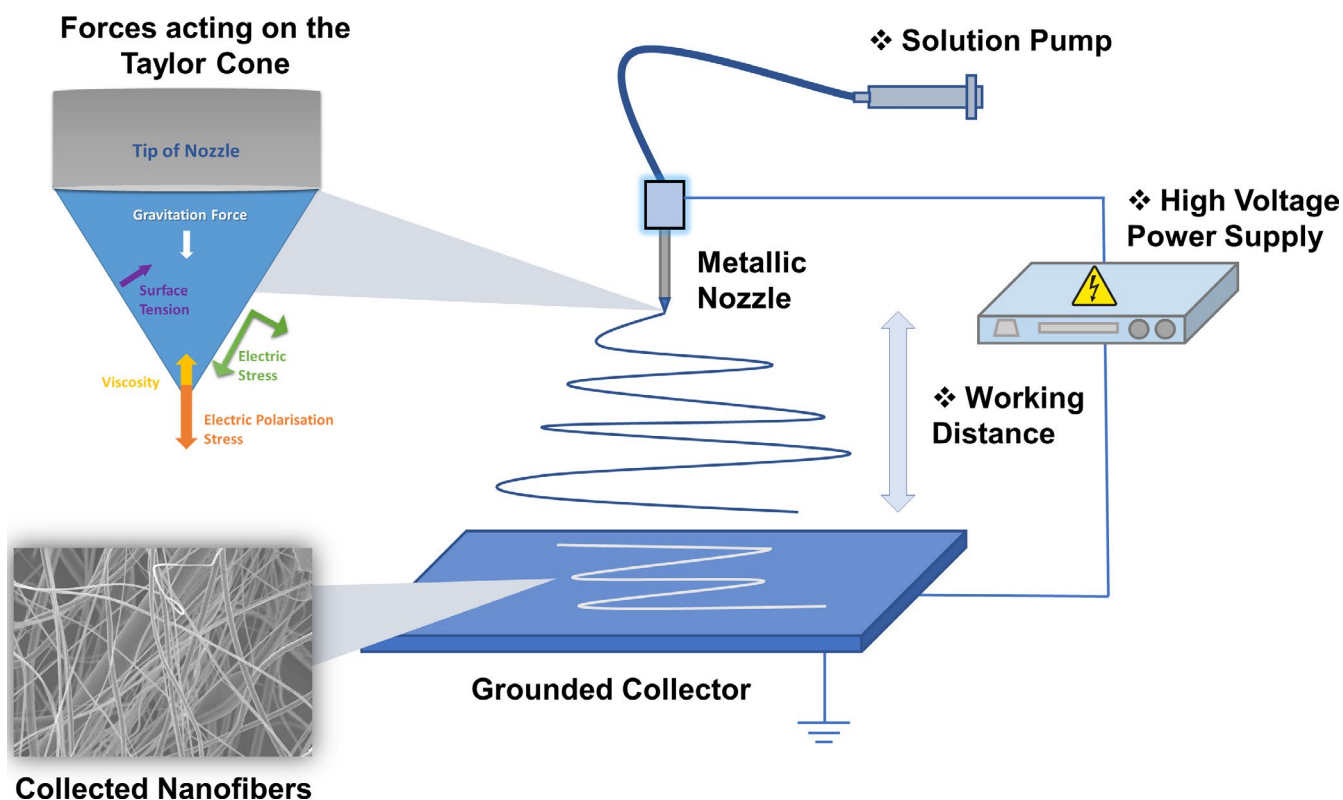 Forces acting on the
Taylor Cone
Tip of Nozzle
Gravitation Force
Surface
Tension
Electric
Stress
Viscosity
Electric Polarisation
Stress
❖ Solution Pump
❖ High Voltage
Power Supply
Metallic
Nozzle
❖ Working
Distance
Grounded Collector
Collected Nanofibers